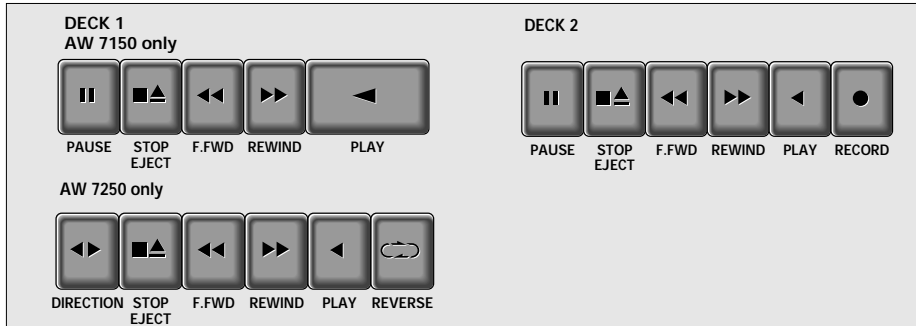 DECK 1
AW 7150 only
PAUSE STOP EJECT F.FWD REWIND PLAY
AW 7250 only
DIRECTION STOP EJECT F.FWD REWIND PLAY REVERSE
DECK 2
PAUSE STOP EJECT F.FWD REWIND PLAY RECORD